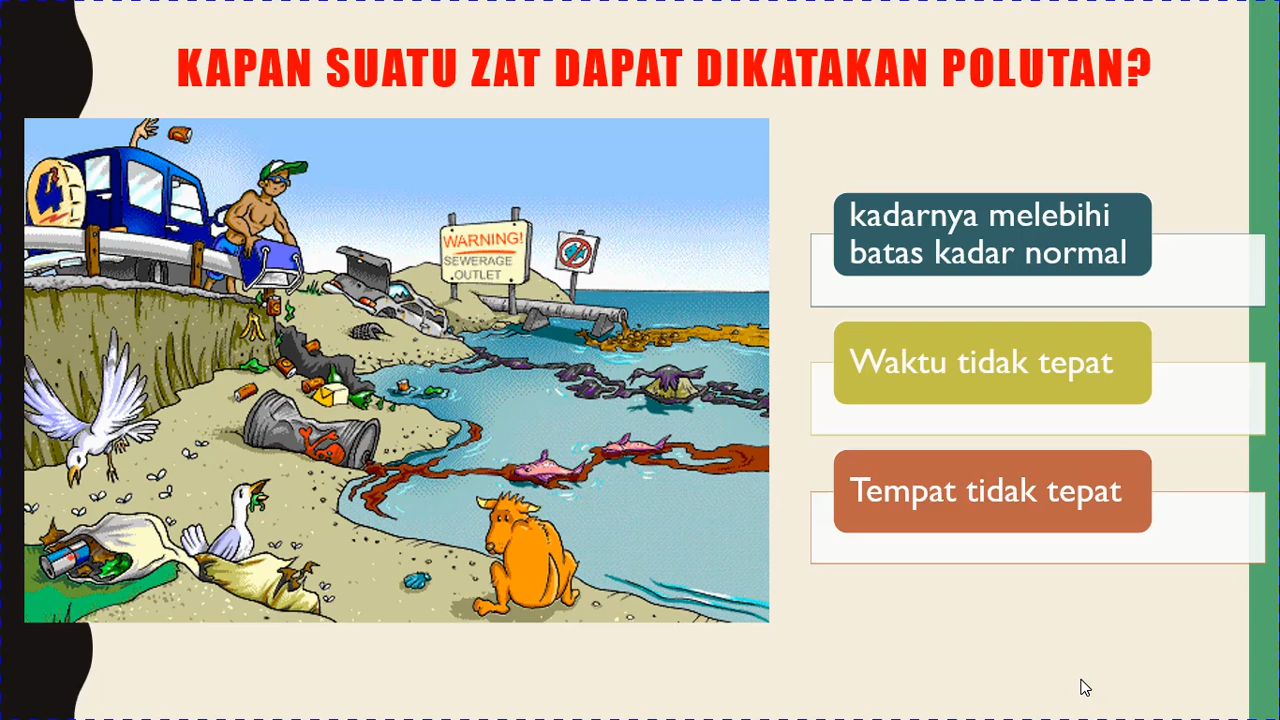 KAPAN SUATU ZAT DAPAT DIKATAKAN POLUTAN?
4
WARNING!
SEWERAGE
OUTLET
kadarnya melebihi
batas kadar normal
Waktu tidak tepat
Tempat tidak tepat